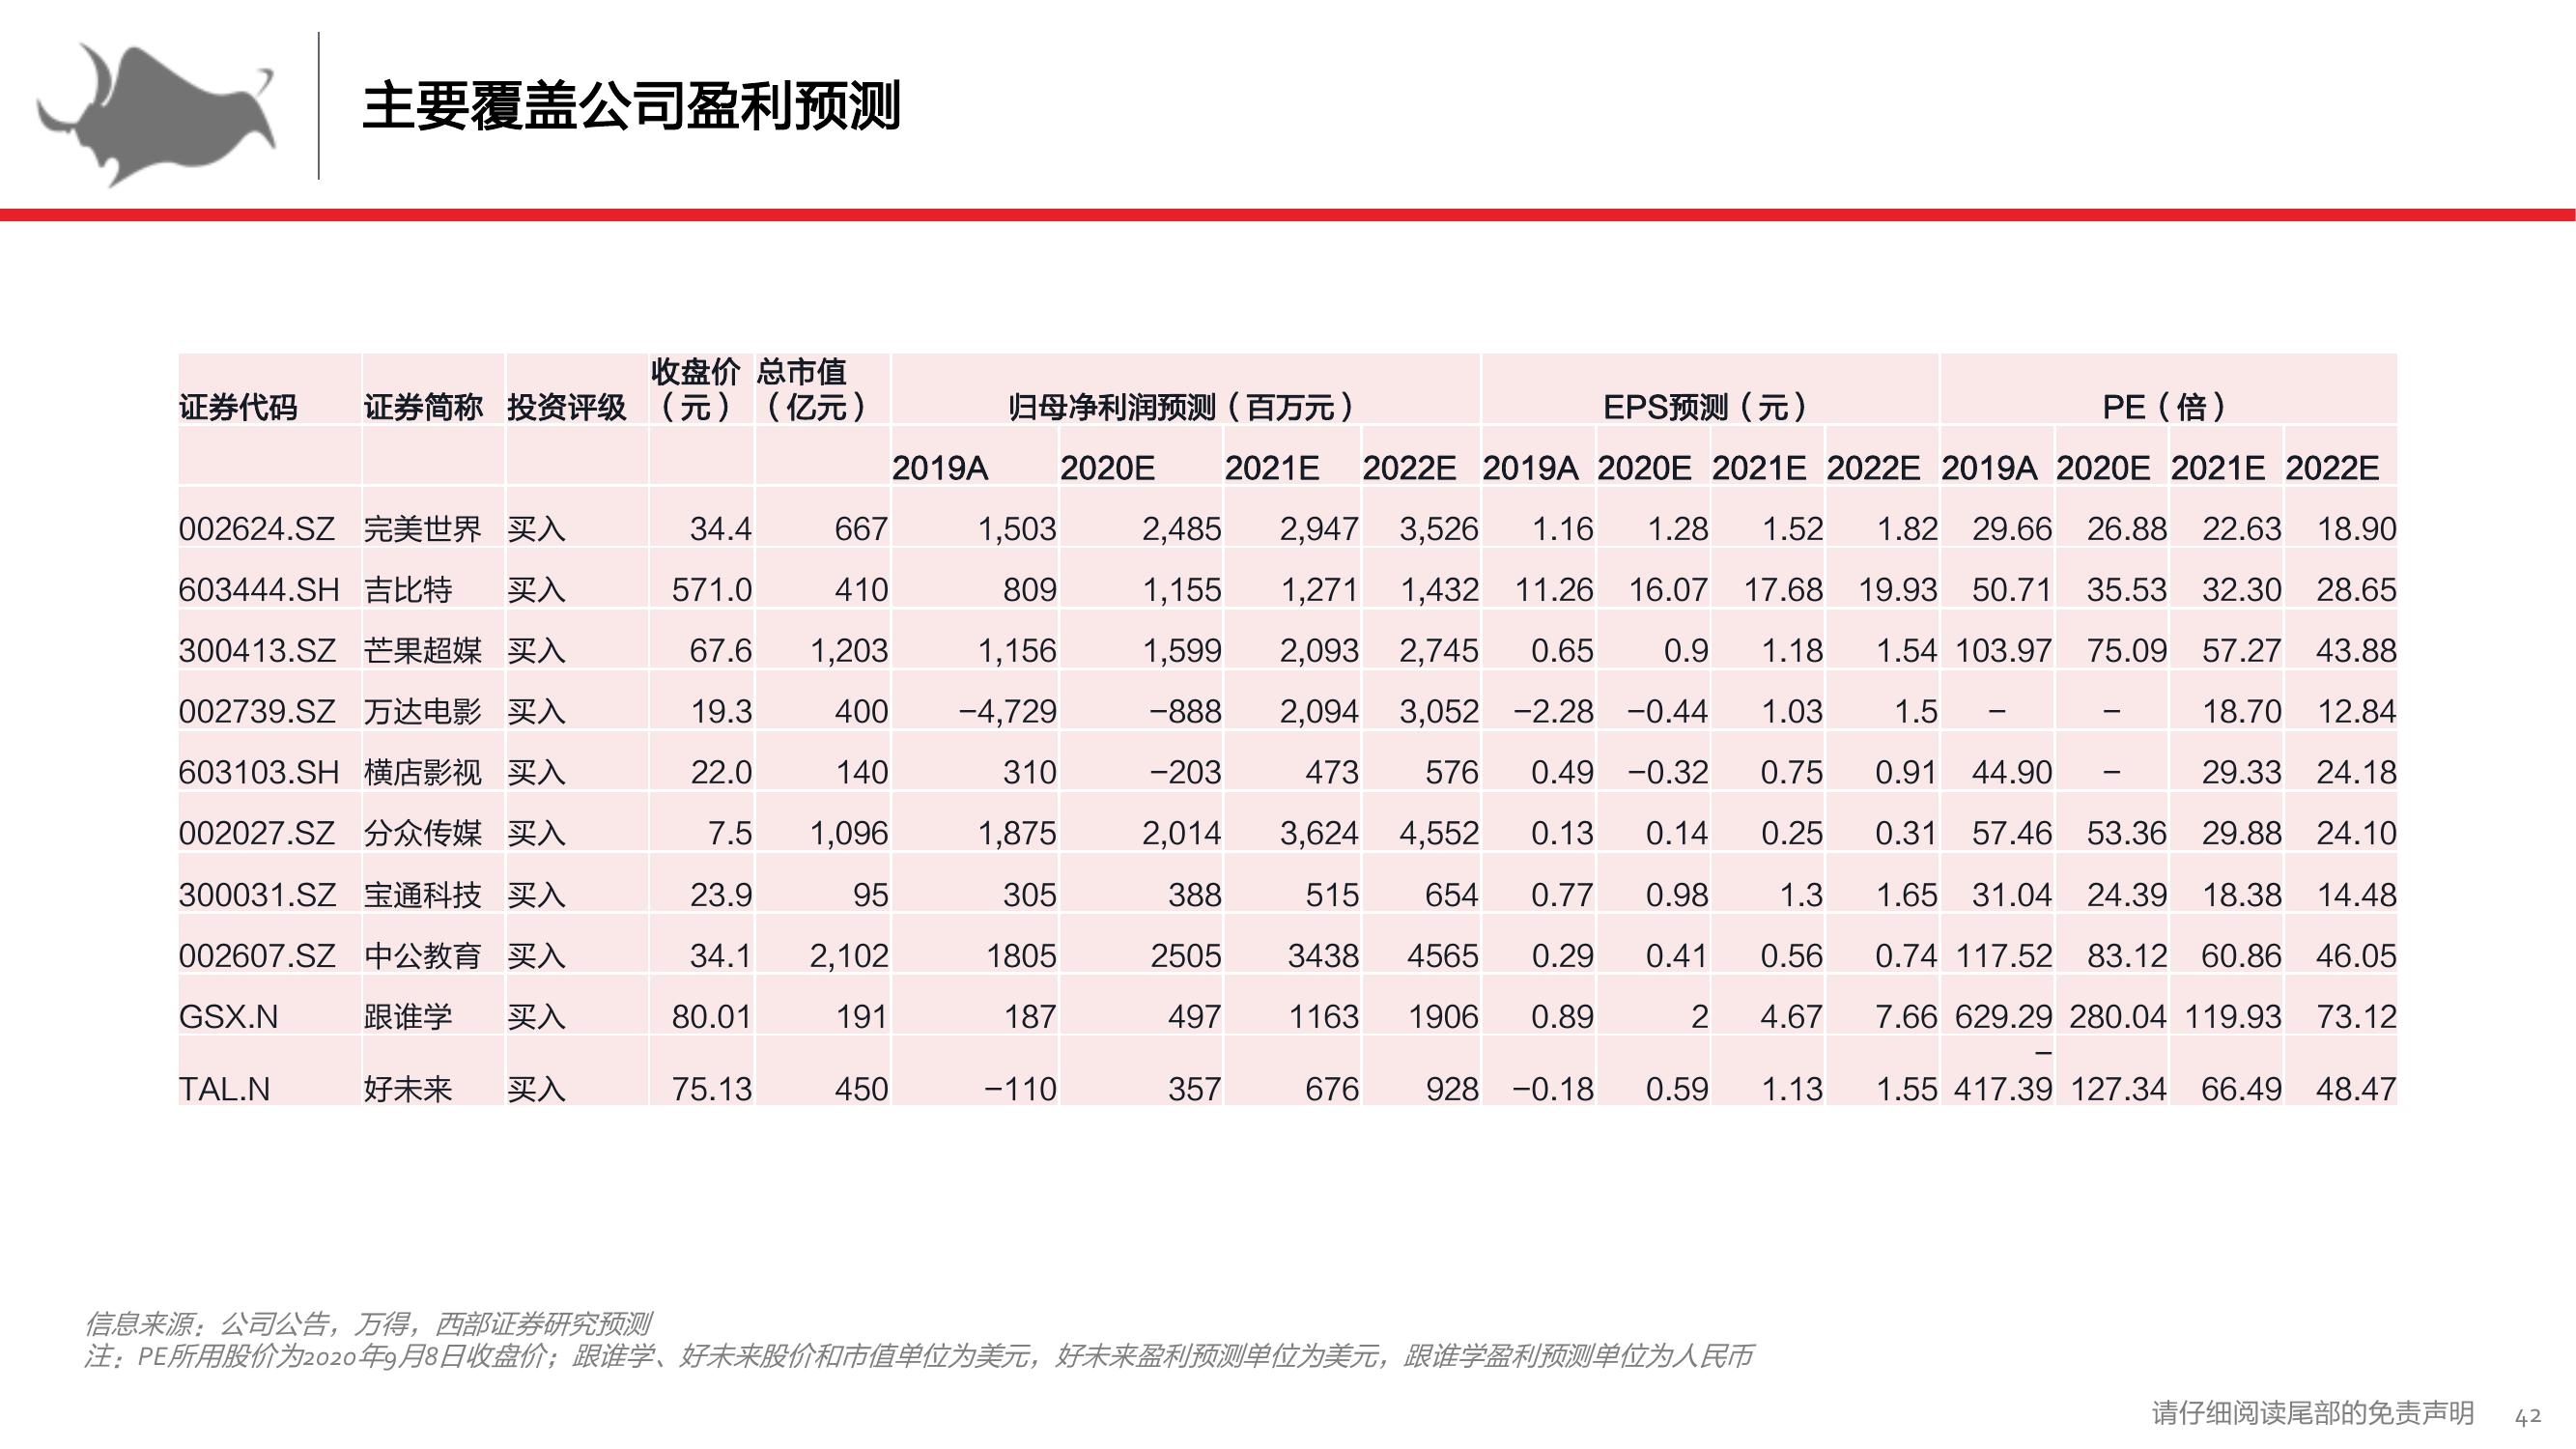 主要覆盖公司盈利预测
证券代码 证券简称 投资评级 收盘价（元） 总市值（亿元） 归母净利润预测（百万元） EPS预测（元） PE（倍）
2019A 2020E 2021E 2022E 2019A 2020E 2021E 2022E 2019A 2020E 2021E 2022E
002624.SZ 完美世界 买入 34.4 667 1,503 2,485 2,947 3,526 1.16 1.28 1.52 1.82 29.66 26.88 22.63 18.90
603444.SH 吉比特 买入 571.0 410 809 1,155 1,271 1,432 11.26 16.07 17.68 19.93 50.71 35.53 32.30 28.65
300413.SZ 芒果超媒 买入 67.6 1,203 1,156 1,599 2,093 2,745 0.65 0.9 1.18 1.54 103.97 75.09 57.27 43.88
002739.SZ 万达电影 买入 19.3 400 −4,729 −888 2,094 3,052 −2.28 −0.44 1.03 1.5 − − 18.70 12.84
603103.SH 横店影视 买入 22.0 140 310 −203 473 576 0.49 −0.32 0.75 0.91 44.90 − 29.33 24.18
002027.SZ 分众传媒 买入 7.5 1,096 1,875 2,014 3,624 4,552 0.13 0.14 0.25 0.31 57.46 53.36 29.88 24.10
300031.SZ 宝通科技 买入 23.9 95 305 388 515 654 0.77 0.98 1.3 1.65 31.04 24.39 18.38 14.48
002607.SZ 中公教育 买入 34.1 2,102 1805 2505 3438 4565 0.29 0.41 0.56 0.74 117.52 83.12 60.86 46.05
GSX.N 跟谁学 买入 80.01 191 187 497 1163 1906 0.89 2 4.67 7.66 629.29 280.04 119.93 73.12
TAL.N 好未来 买入 75.13 450 −110 357 676 928 −0.18 0.59 1.13 1.55 −417.39 127.34 66.49 48.47
信息来源：公司公告，万得，西部证券研究预测
注：PE所用股价为2020年9月8日收盘价；跟谁学、好未来股价和市值单位为美元，好未来盈利预测单位为美元，跟谁学盈利预测单位为人民币
请仔细阅读尾部的免责声明 42